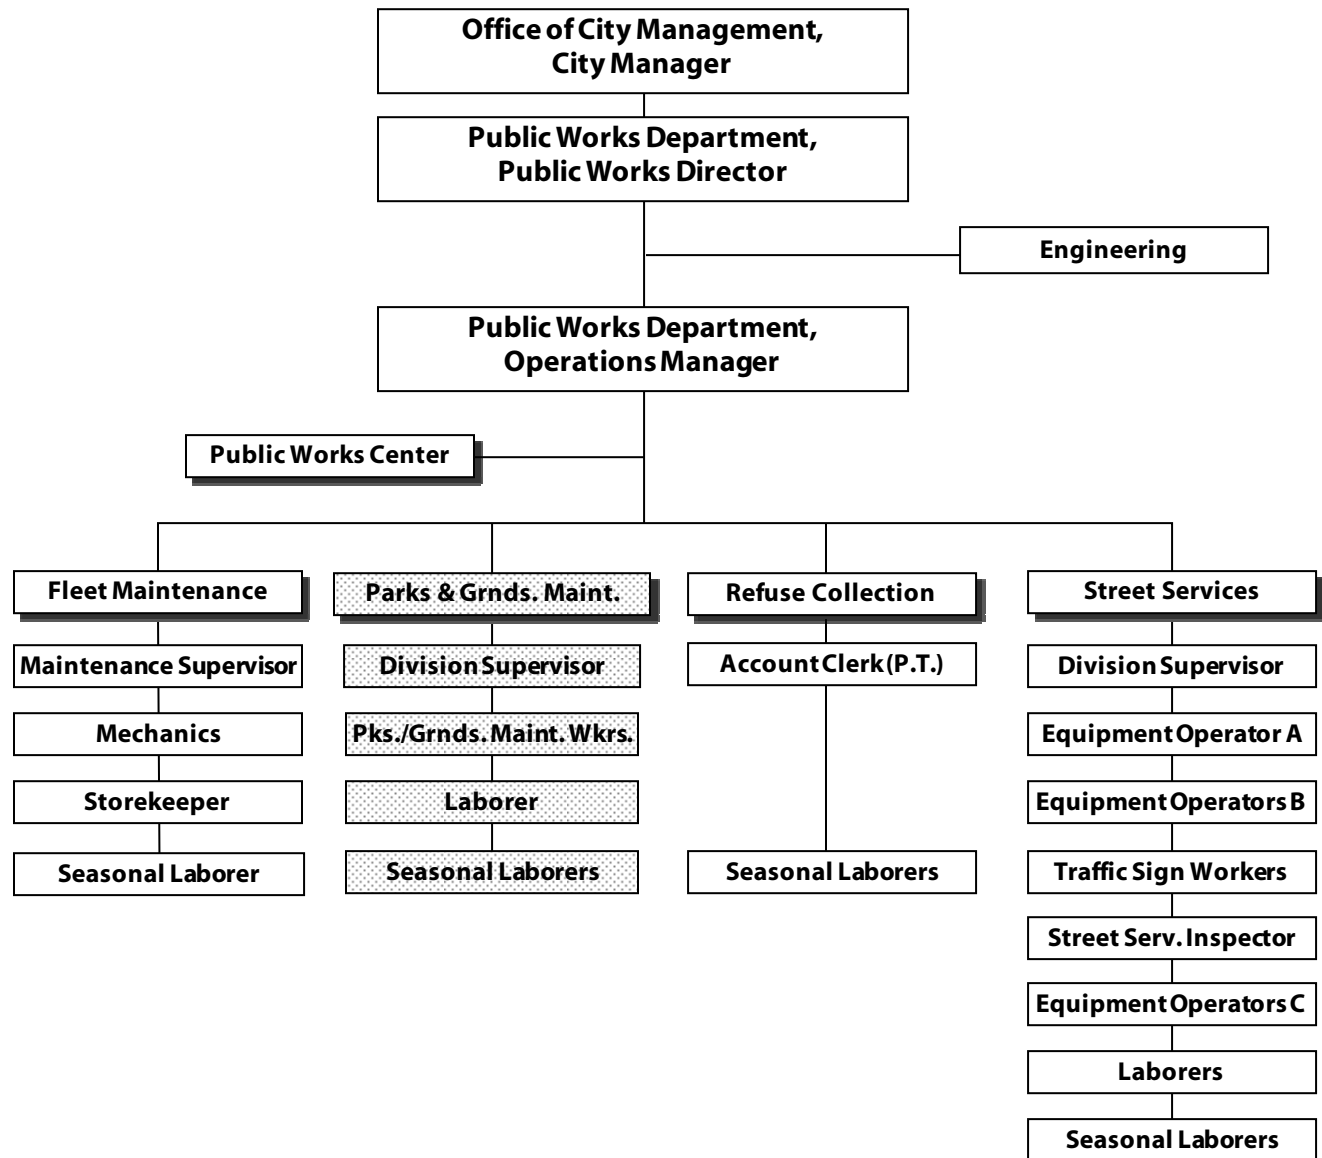 Office of City Management,
City Manager
Public Works Department,
Public Works Director
Engineering
Public Works Department,
Operations Manager
Public Works Center
Fleet Maintenance
Maintenance Supervisor
Mechanics
Storekeeper
Seasonal Laborer
Parks & Grnds. Maint.
Division Supervisor
Pks./Grnds. Maint. Wkrs.
Laborer
Seasonal Laborers
Refuse Collection
Account Clerk (P.T.)
Seasonal Laborers
Street Services
Division Supervisor
Equipment Operator A
Equipment Operators B
Traffic Sign Workers
Street Serv. Inspector
Equipment Operators C
Laborers
Seasonal Laborers